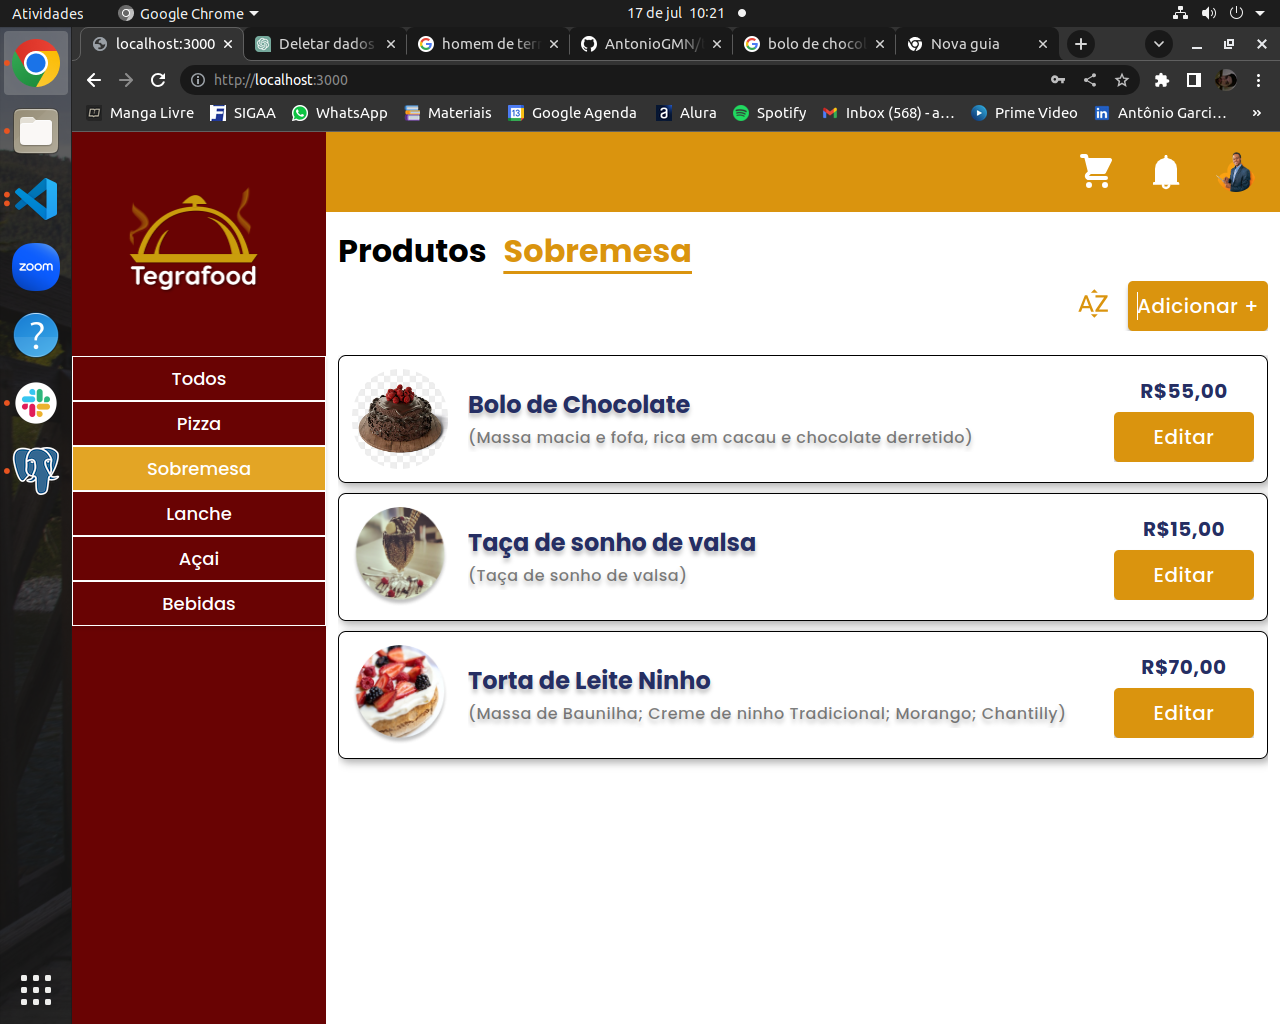 Atividades
Google Chrome
17 de jul 10:21
localhost:3000
Deletar dados
homem de ter
AntonioGMN/
bolo de chocol
Nova guia
http://localhost:3000
Manga Livre
SIGAA
WhatsApp
Materiais
Google Agenda
Alura
Spotify
Inbox (568) - a…
Prime Video
Antônio Garci…
»
zoom
Tegrafood
Todos
Pizza
Sobremesa
Lanche
Açai
Bebidas
Produtos Sobremesa
AZ
Adicionar +
Bolo de Chocolate
(Massa macia e fofa, rica em cacau e chocolate derretido)
R$55,00
Editar
Taça de sonho de valsa
(Taça de sonho de valsa)
R$15,00
Editar
Torta de Leite Ninho
(Massa de Baunilha; Creme de ninho Tradicional; Morango; Chantilly)
R$70,00
Editar